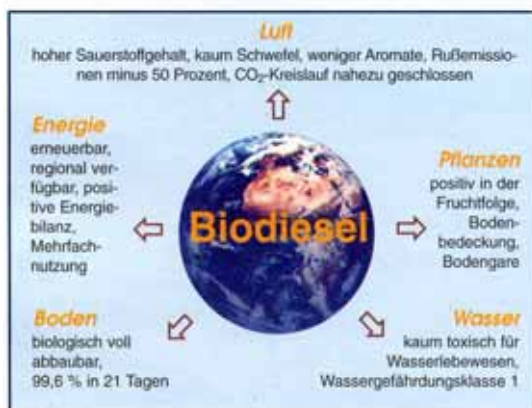 Luft
hoher Sauerstoffgehalt, kaum Schwefel, weniger Aromate, Rußemissio-
nen minus 50 Prozent, CO₂-Kreislauf nahezu geschlossen
Energie
erneuerbar,
regional ver-
fügbar, posi-
tive Energie-
bilanz,
Mehrfach-
nutzung
Biodiesel
Pflanzen
positiv in der
Fruchtfolge,
Boden-
bedeckung,
Bodengare
Boden
biologisch voll
abbaubar,
99,6 % in 21 Tagen
Wasser
kaum toxisch für
Wasserlebewesen,
Wassergefährdungsklasse 1